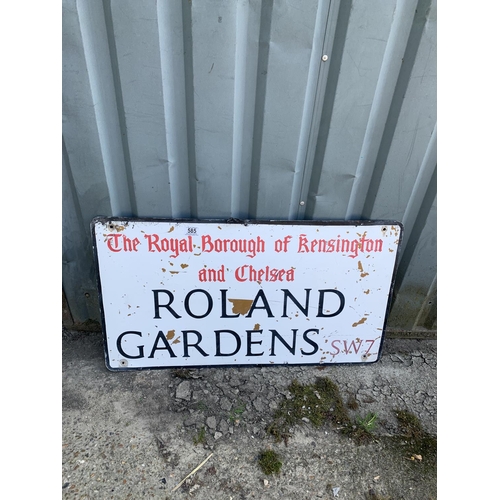 585
The Royal Borough of Kensington
and Chelsea
ROLAND
GARDENS SW7